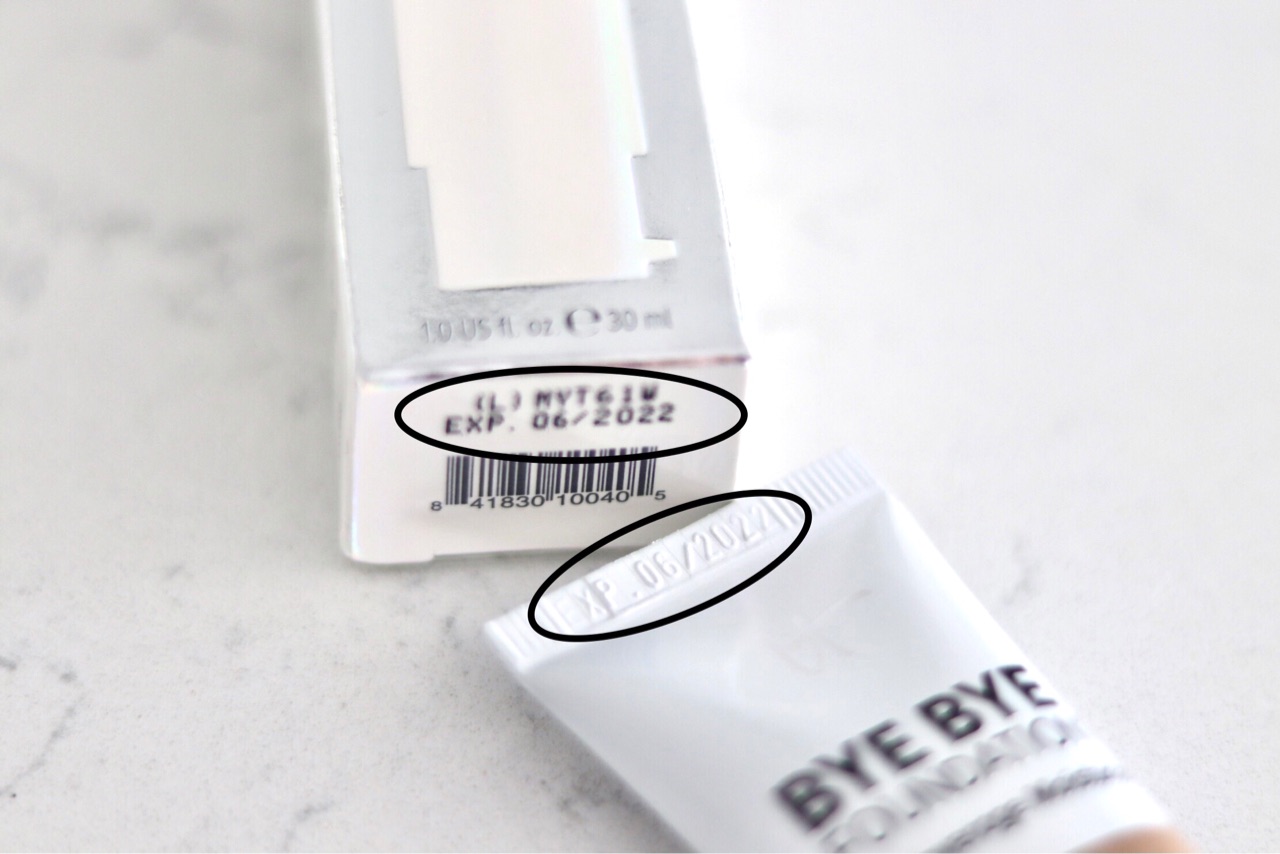 1.0 US fl. oz ℮ 30 ml
(L) MYT61W
EXP. 06/2022
8 41830 10040 5
EXP. 06/2022
BYE BYE
FOUNDATION